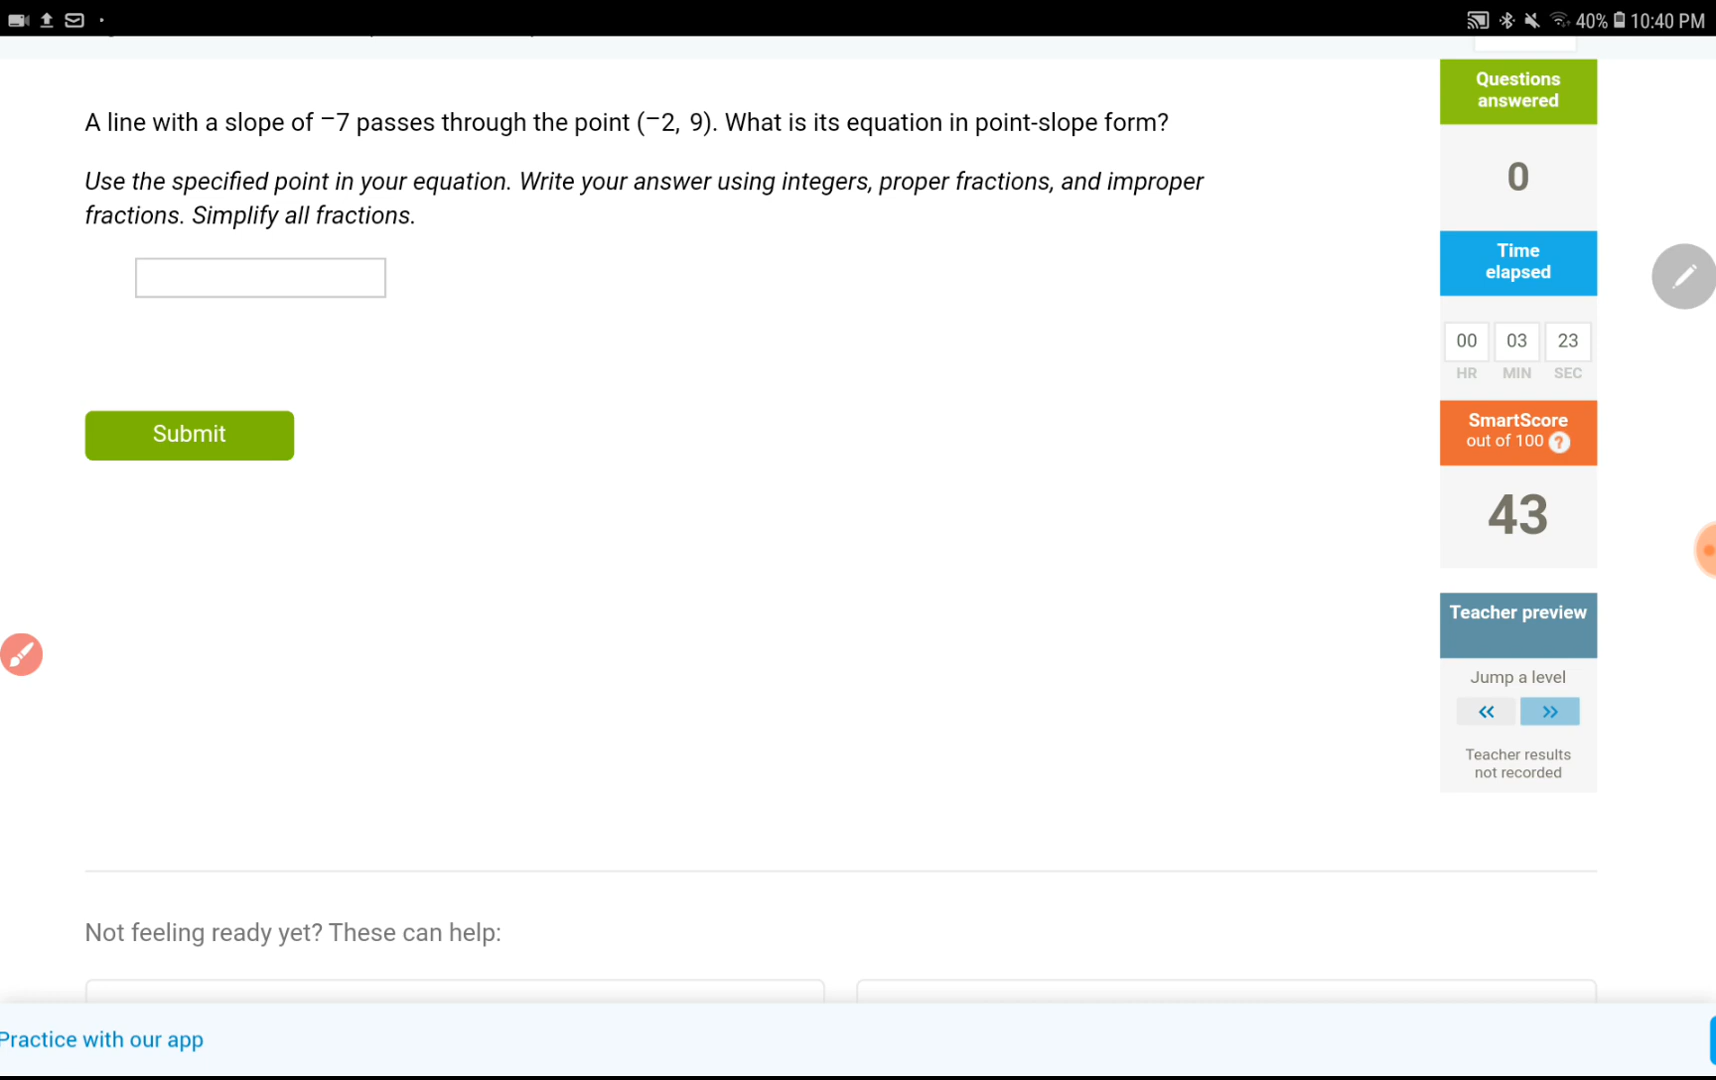 40% 10:40 PM
A line with a slope of ⁻7 passes through the point (⁻2, 9). What is its equation in point-slope form?
Use the specified point in your equation. Write your answer using integers, proper fractions, and improper
fractions. Simplify all fractions.
Submit
Questions
answered
0
Time
elapsed
00 03 23
HR MIN SEC
SmartScore
out of 100 ?
43
Teacher preview
Jump a level
« »
Teacher results
not recorded
Not feeling ready yet? These can help:
Practice with our app